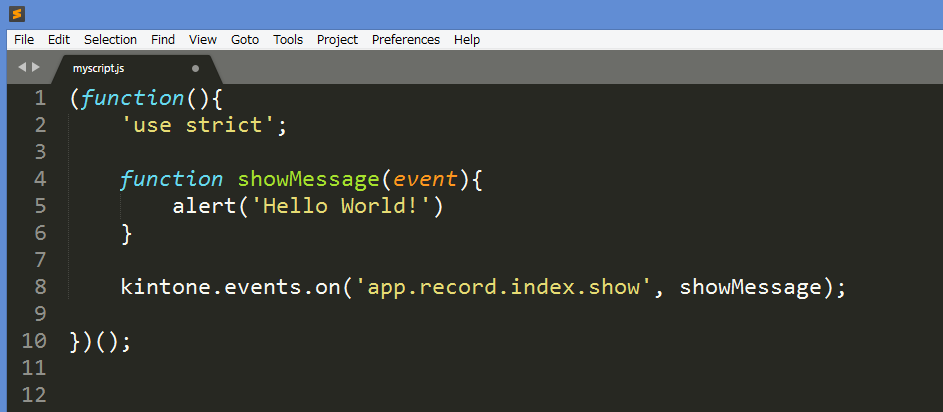 File Edit Selection Find View Goto Tools Project Preferences Help
myscript.js
1 (function(){
2     'use strict';
3
4     function showMessage(event){
5         alert('Hello World!')
6     }
7
8     kintone.events.on('app.record.index.show', showMessage);
9
10 })();
11
12